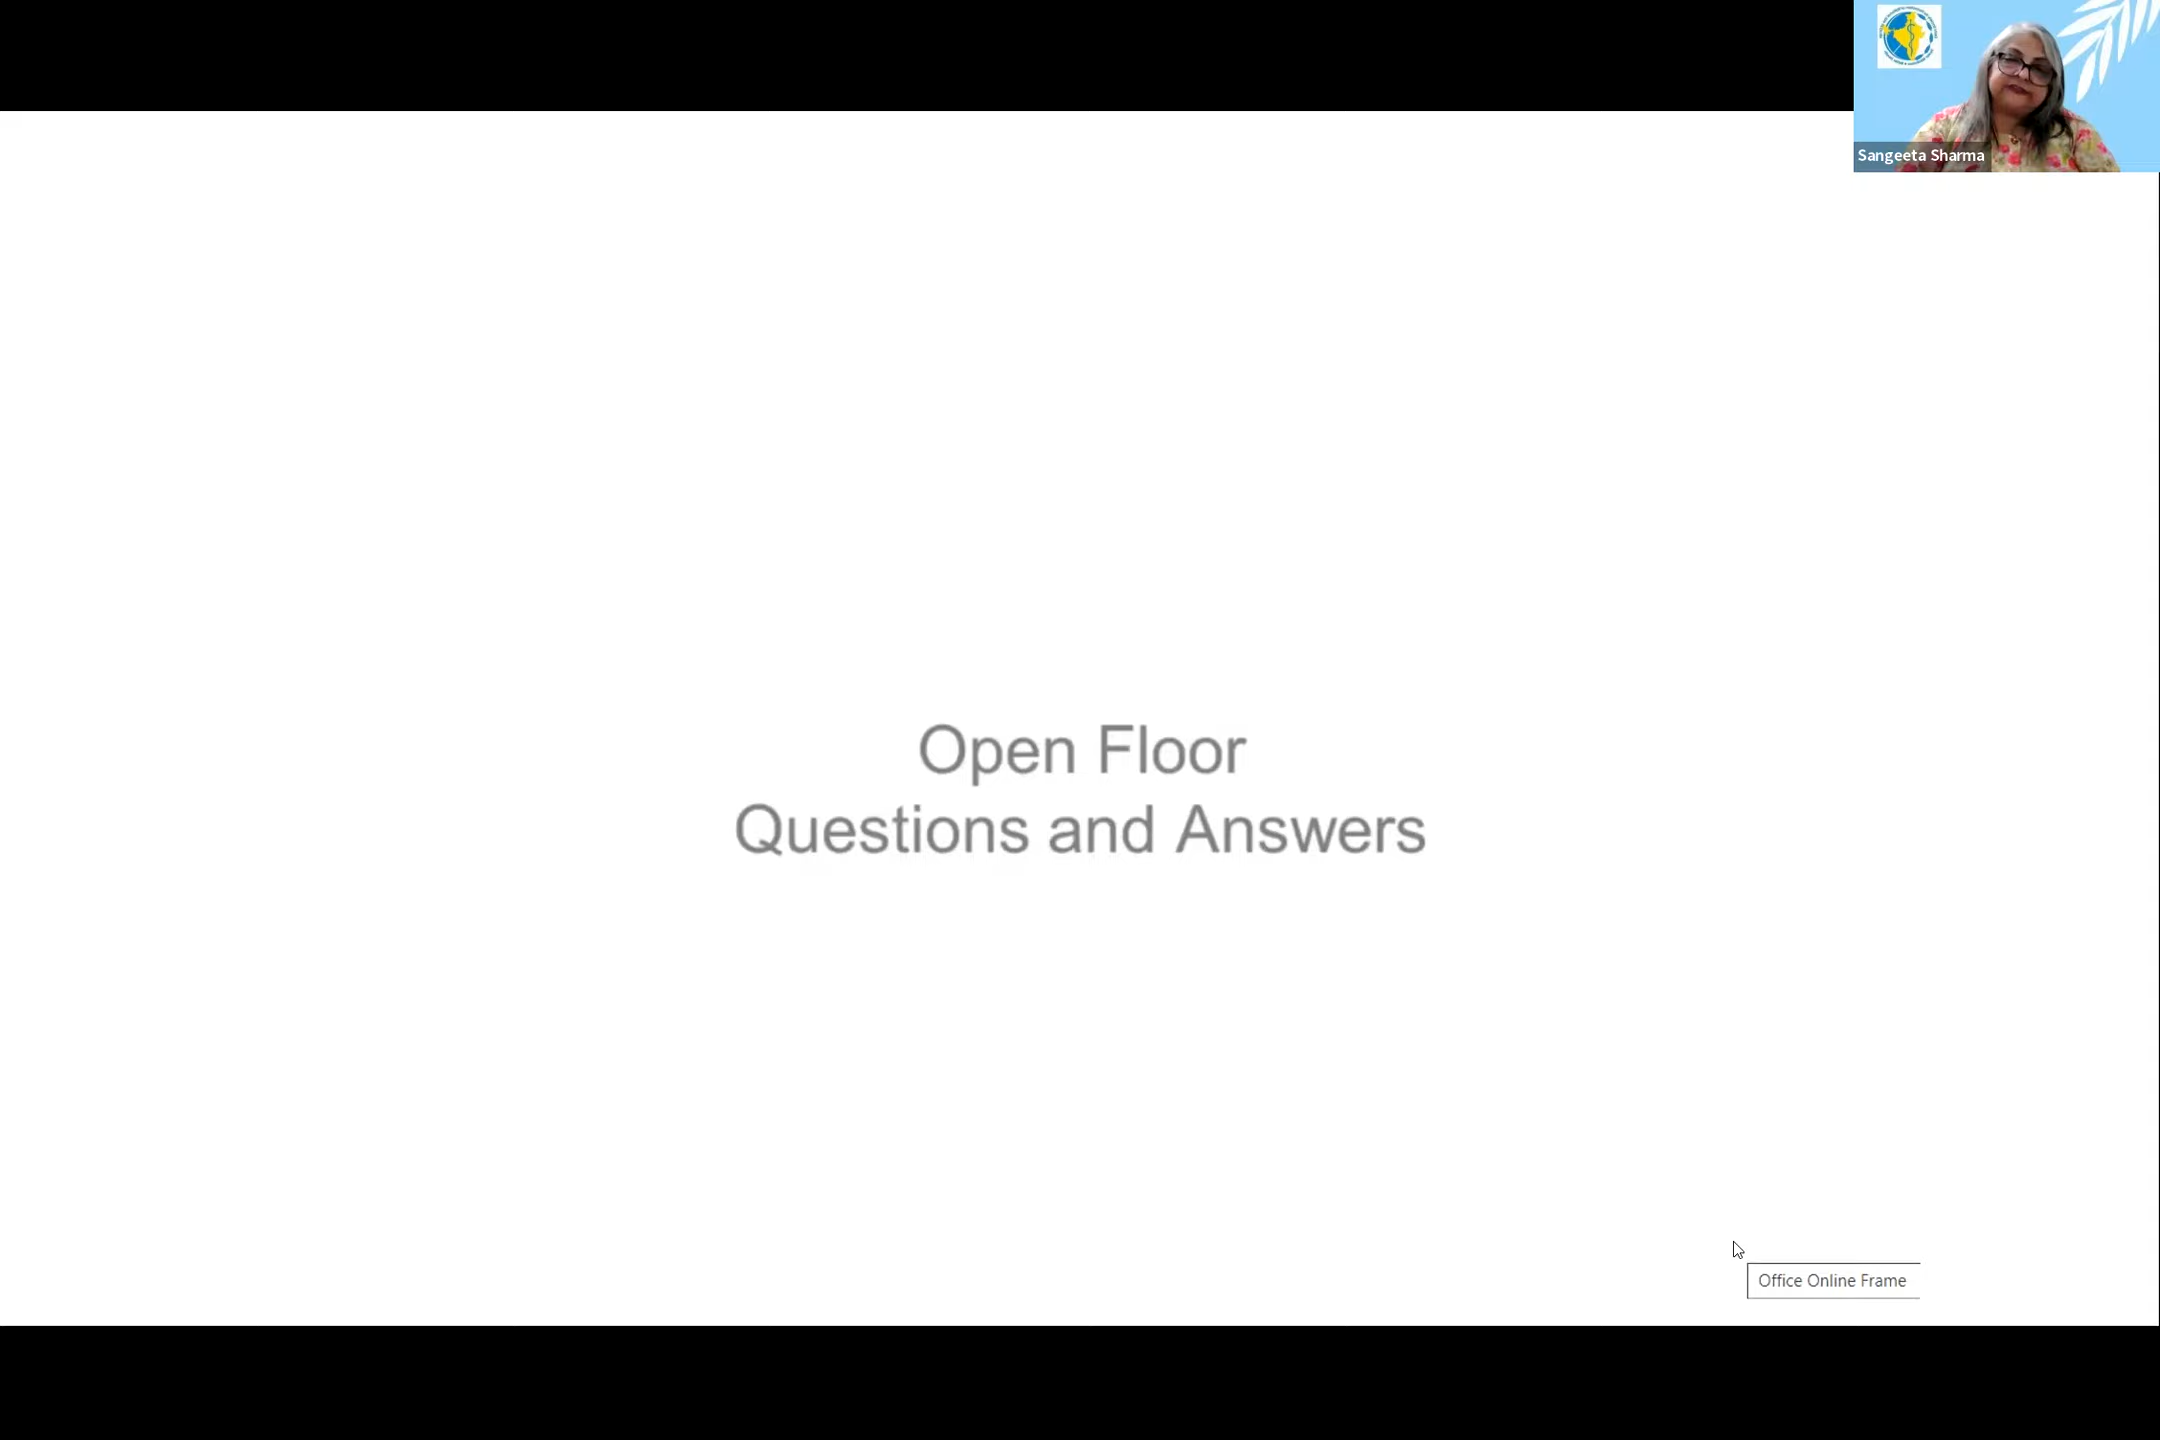 Sangeeta Sharma
Open Floor
Questions and Answers
Office Online Frame